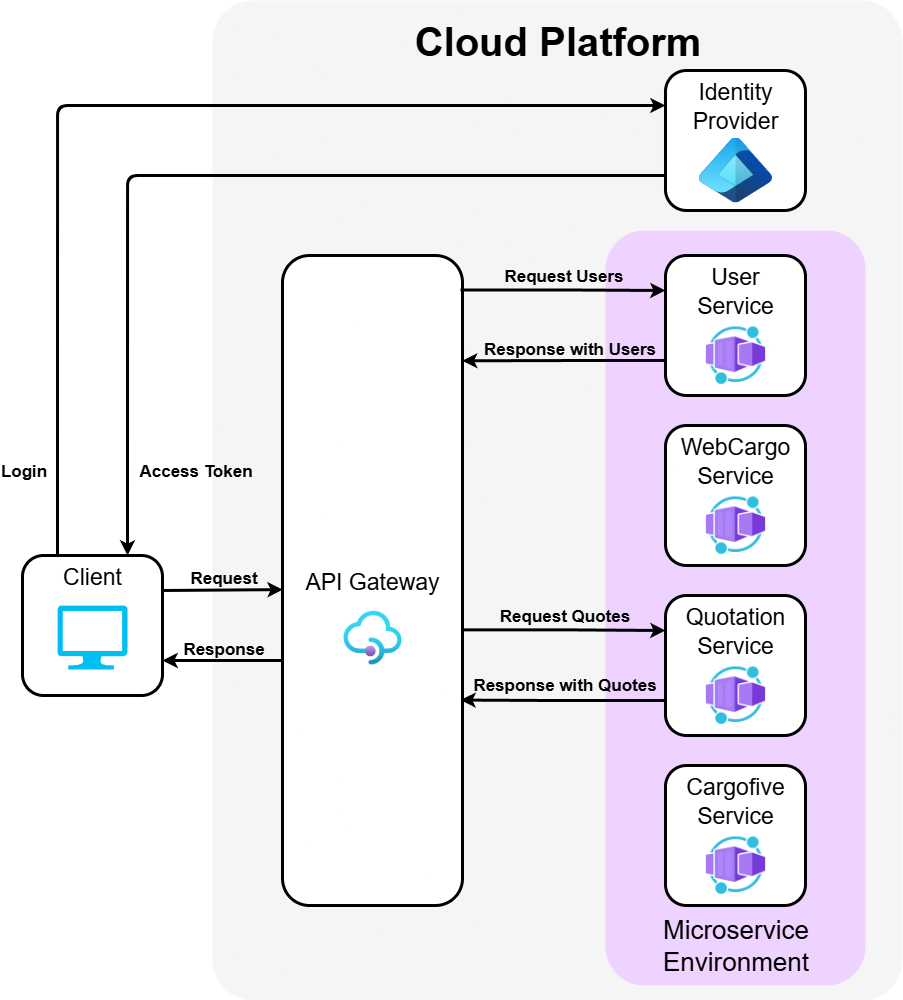 Cloud Platform
Identity
Provider
Request Users
User
Service
Response with Users
WebCargo
Service
Login
Access Token
Client
Request
Response
API Gateway
Request Quotes
Quotation
Service
Response with Quotes
Cargofive
Service
Microservice
Environment